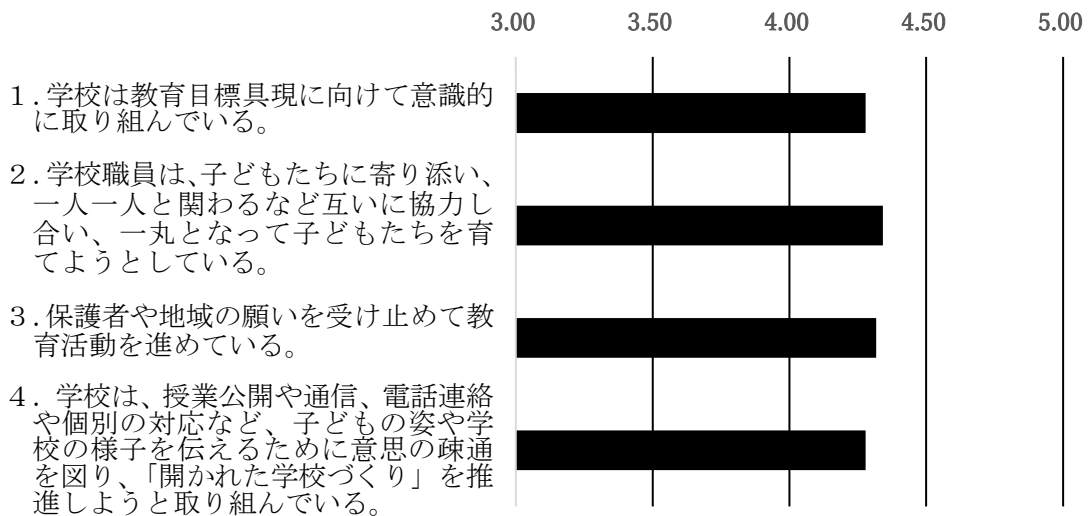 3.00 3.50 4.00 4.50 5.00
1.学校は教育目標具現に向けて意識的
に取り組んでいる。
2.学校職員は、子どもたちに寄り添い、
一人一人と関わるなど互いに協力し
合い、一丸となって子どもたちを育
てようとしている。
3.保護者や地域の願いを受け止めて教
育活動を進めている。
4. 学校は、授業公開や通信、電話連絡
や個別の対応など、子どもの姿や学
校の様子を伝えるために意思の疎通
を図り、「開かれた学校づくり」を推
進しようと取り組んでいる。